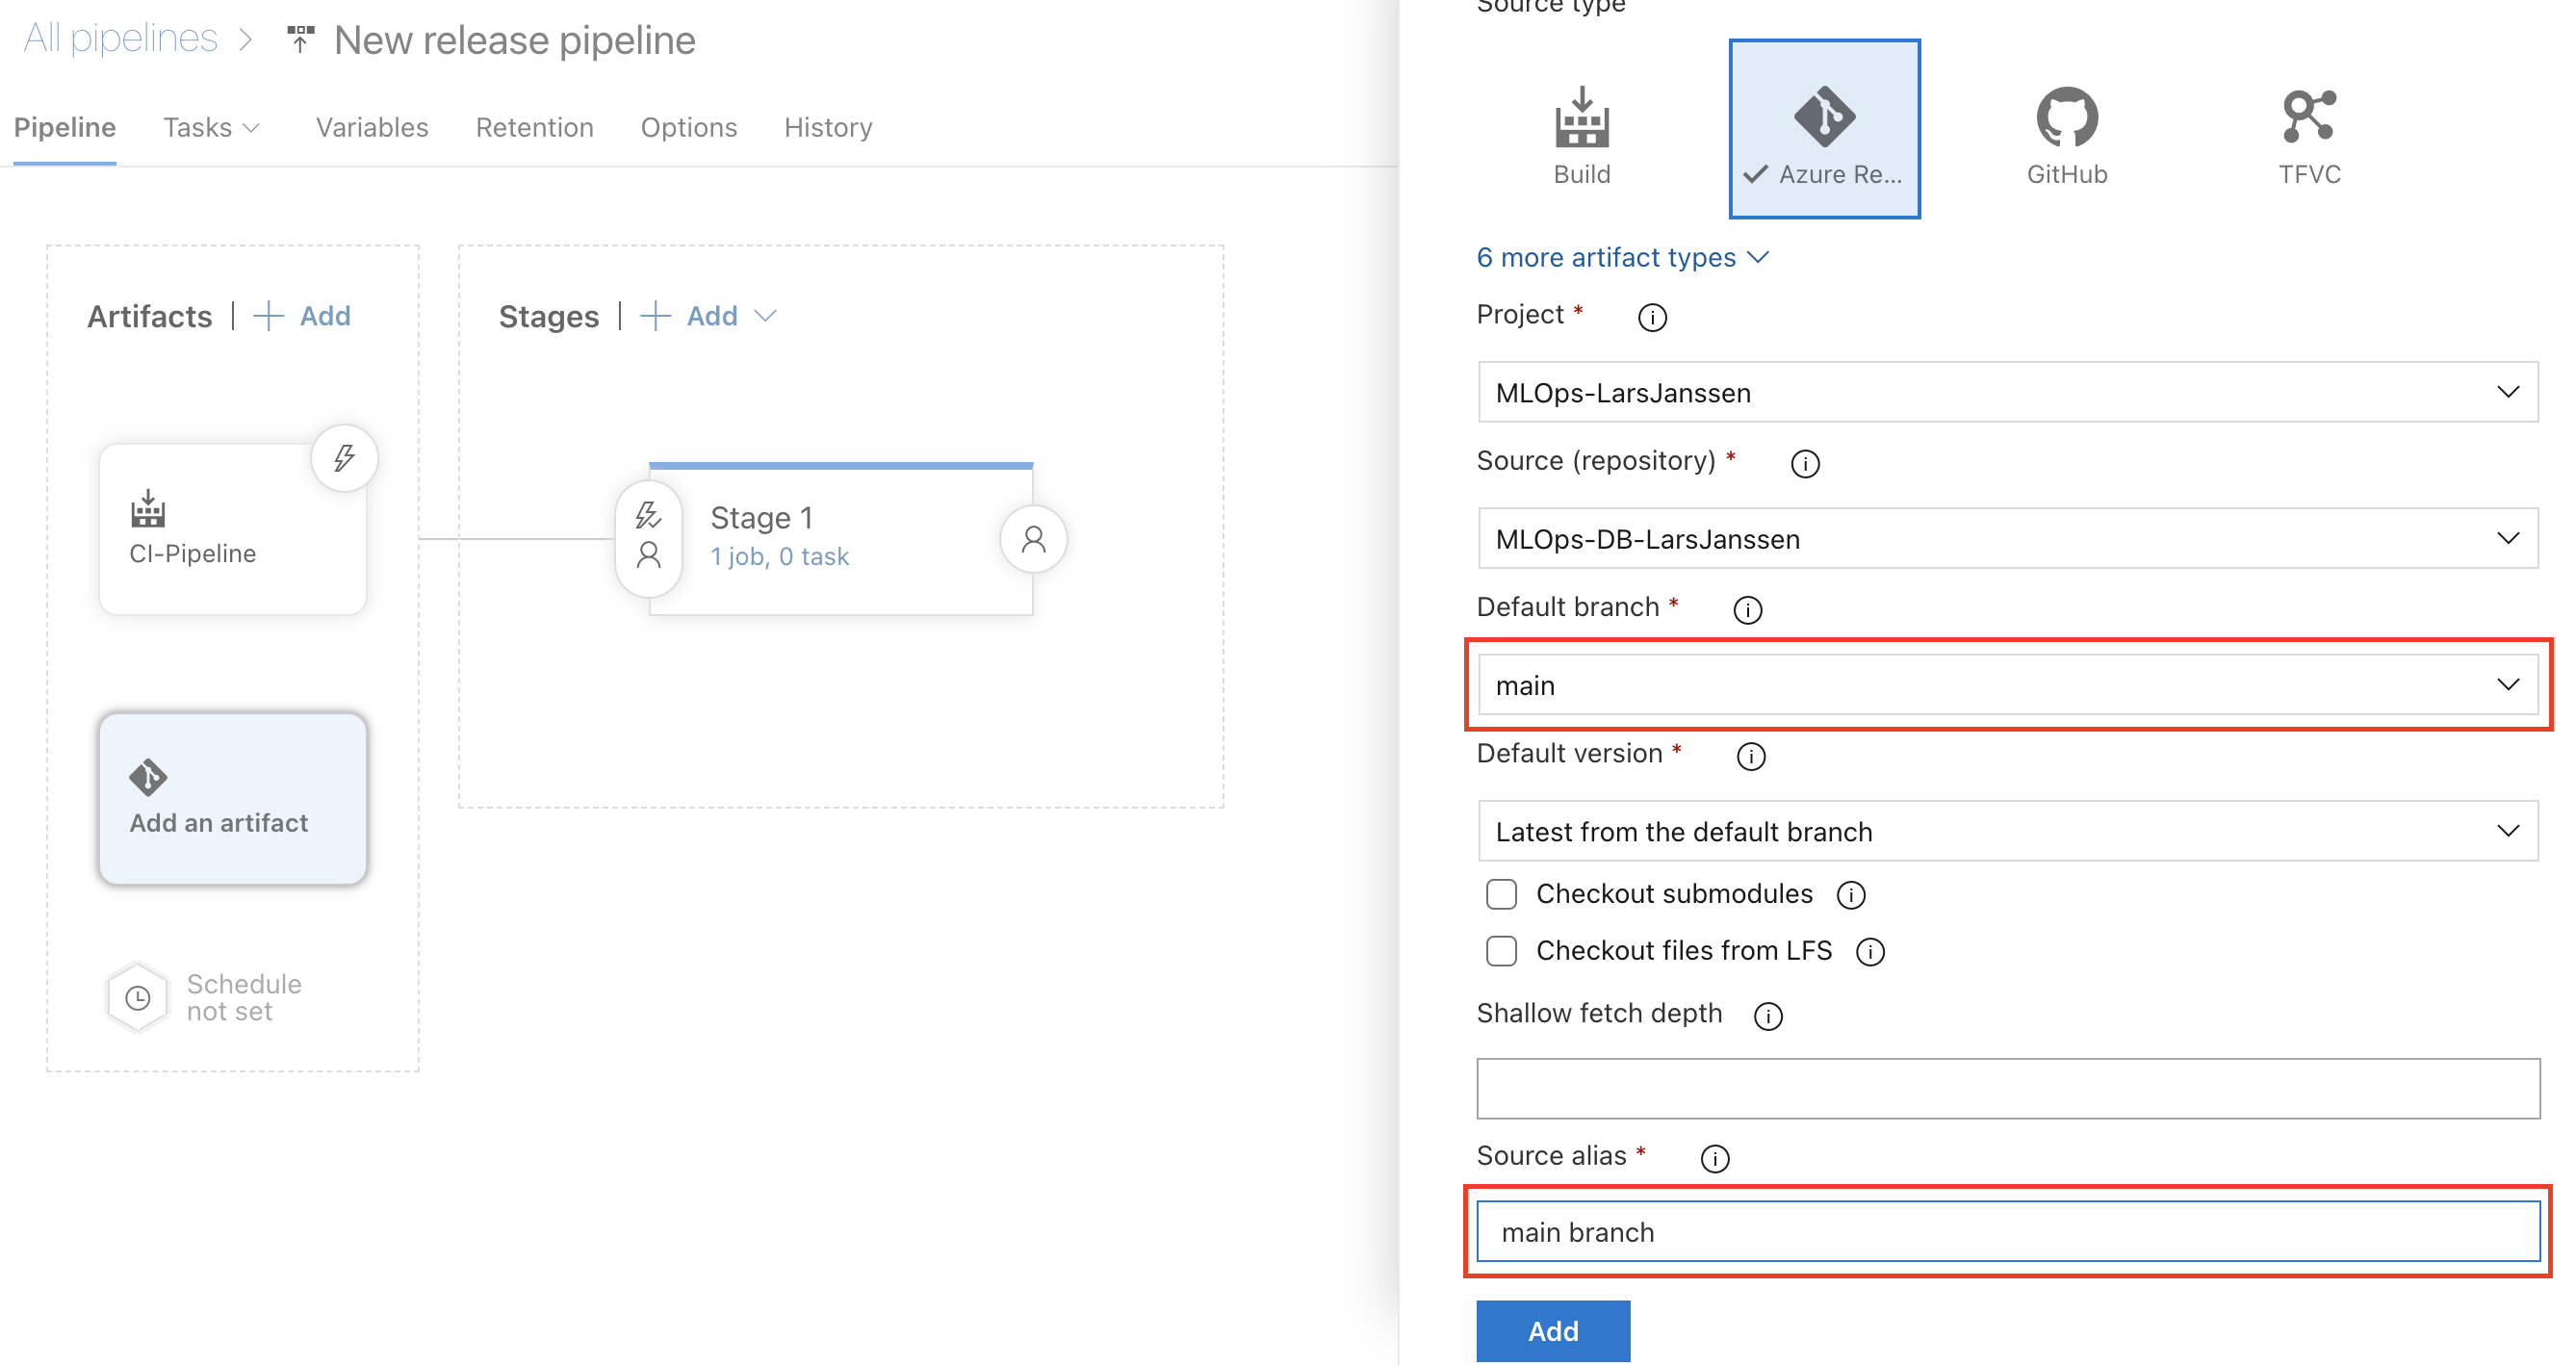 All pipelines > New release pipeline
Pipeline Tasks Variables Retention Options History
Artifacts | + Add
Stages | + Add
CI-Pipeline
Stage 1
1 job, 0 task
Add an artifact
Schedule
not set
Source type
Build
Azure Re...
GitHub
TFVC
6 more artifact types
Project *
MLOps-LarsJanssen
Source (repository) *
MLOps-DB-LarsJanssen
Default branch *
main
Default version *
Latest from the default branch
Checkout submodules
Checkout files from LFS
Shallow fetch depth
Source alias *
main branch
Add